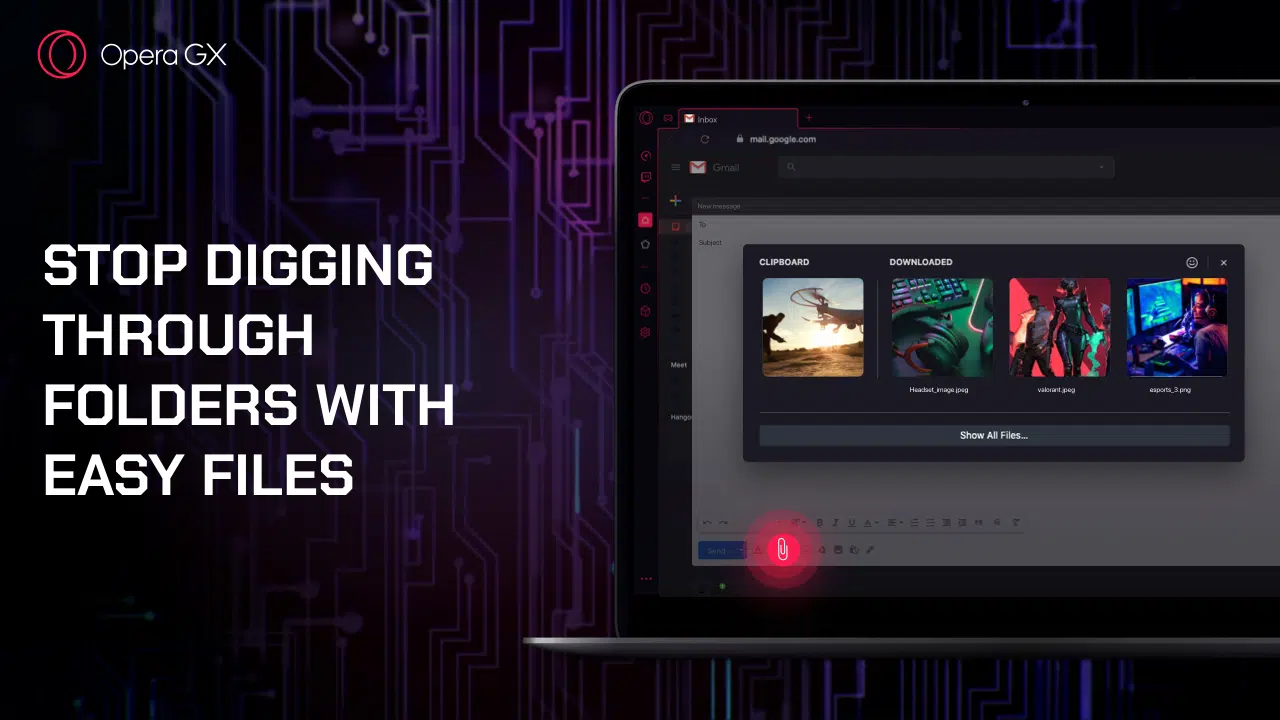 Opera GX
STOP DIGGING
THROUGH
FOLDERS WITH
EASY FILES
Inbox
mail.google.com
Gmail
New message
To
Subject
CLIPBOARD
DOWNLOADED
Headset_image.jpeg
valorant.jpeg
esports_3.png
Show All Files...
Meet
Hango
Send